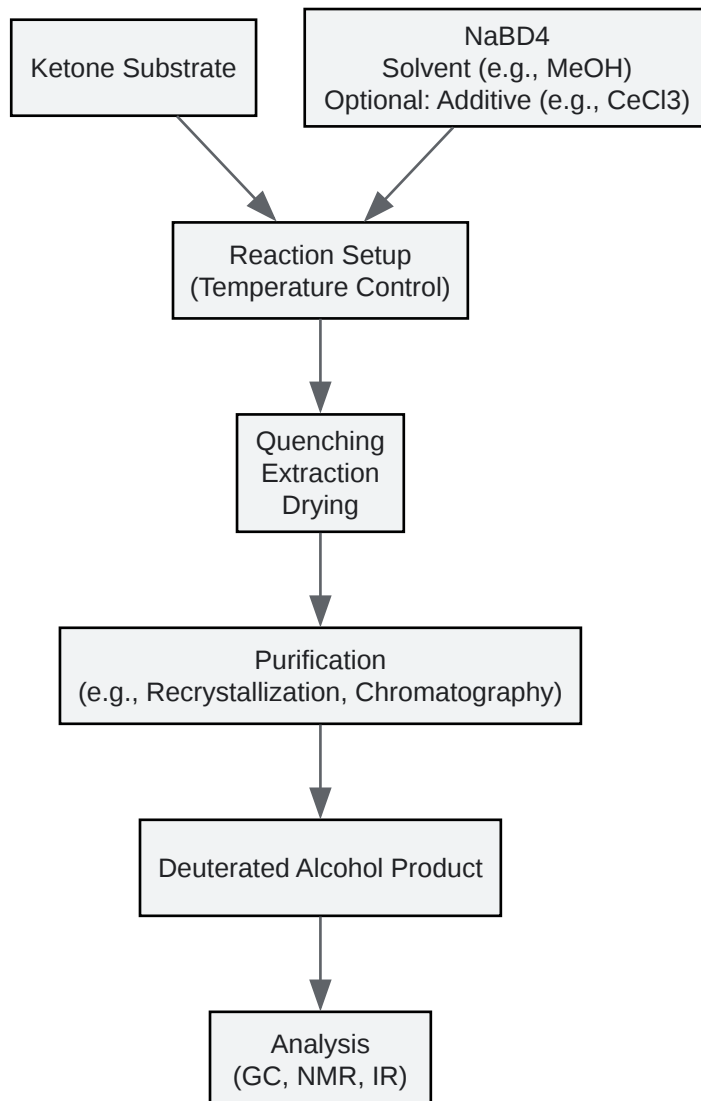 Ketone Substrate
NaBD4
Solvent (e.g., MeOH)
Optional: Additive (e.g., CeCl3)
Reaction Setup
(Temperature Control)
Quenching
Extraction
Drying
Purification
(e.g., Recrystallization, Chromatography)
Deuterated Alcohol Product
Analysis
(GC, NMR, IR)